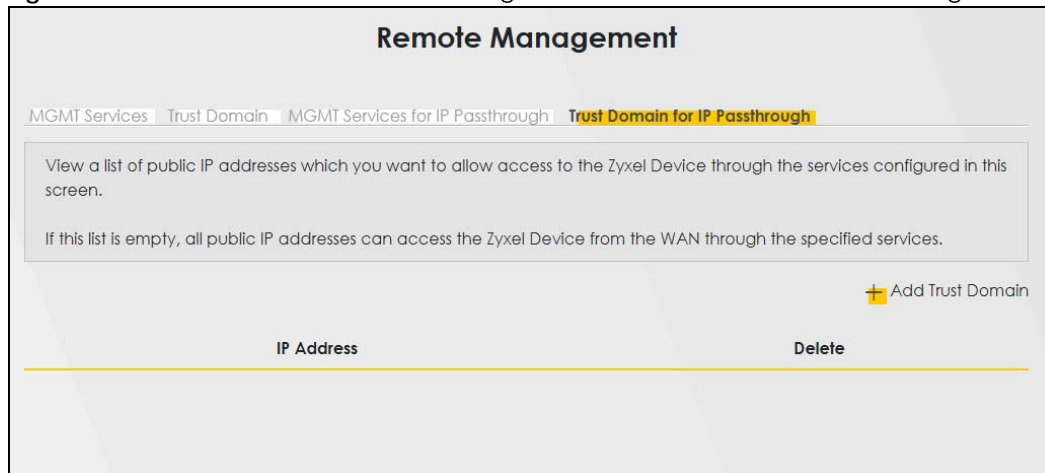 Remote Management
MGMT Services Trust Domain MGMT Services for IP Passthrough Trust Domain for IP Passthrough
View a list of public IP addresses which you want to allow access to the Zyxel Device through the services configured in this
screen.
If this list is empty, all public IP addresses can access the Zyxel Device from the WAN through the specified services.
+ Add Trust Domain
IP Address Delete